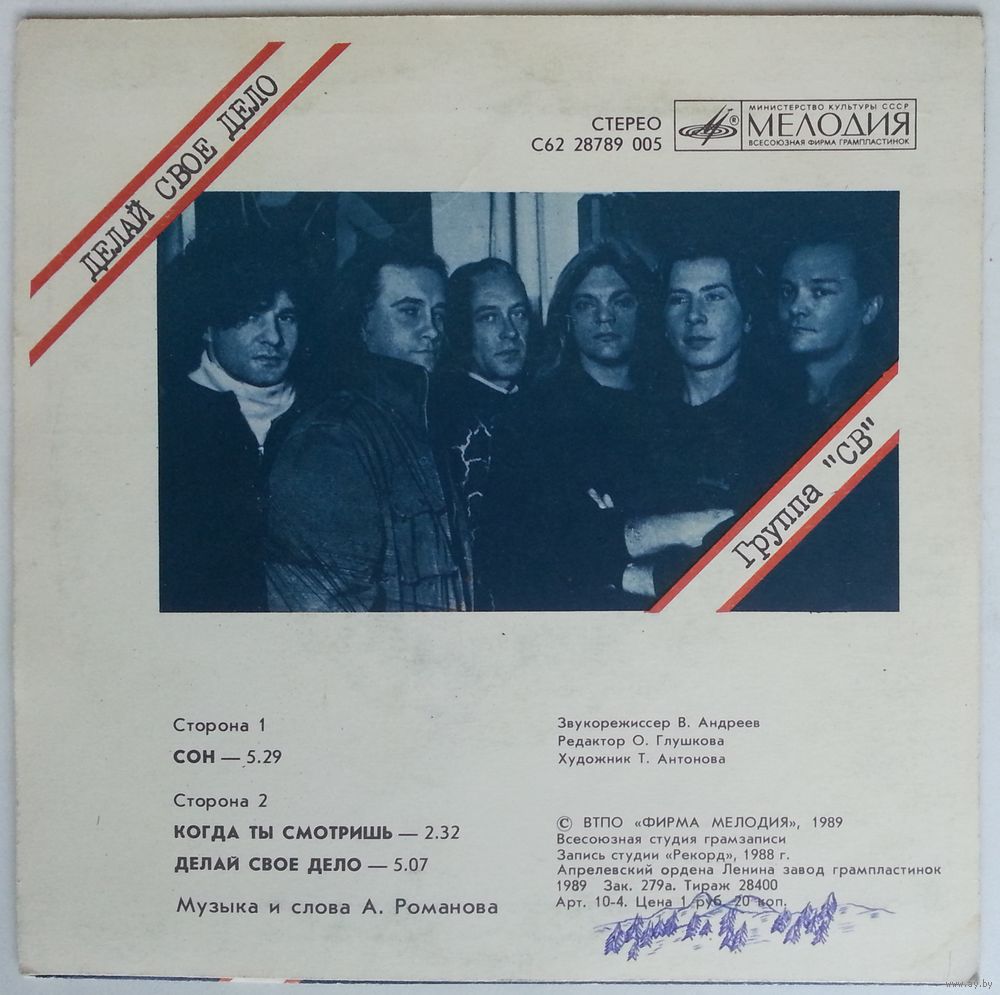 ДЕЛАЙ СВОЕ ДЕЛО
СТЕРЕО
С62 28789 005
МИНИСТЕРСТВО КУЛЬТУРЫ СССР
®
МЕЛОДИЯ
ВСЕСОЮЗНАЯ ФИРМА ГРАМПЛАСТИНОК
Группа "СВ"
Сторона 1
СОН — 5.29
Сторона 2
КОГДА ТЫ СМОТРИШЬ — 2.32
ДЕЛАЙ СВОЕ ДЕЛО — 5.07
Музыка и слова А. Романова
Звукорежиссер В. Андреев
Редактор О. Глушкова
Художник Т. Антонова
© ВТПО «ФИРМА МЕЛОДИЯ», 1989
Всесоюзная студия грамзаписи
Запись студии «Рекорд», 1988 г.
Апрелевский ордена Ленина завод грампластинок
1989 Зак. 279а. Тираж 28400
Арт. 10-4. Цена 1 руб. 20 коп.
www.ay.by